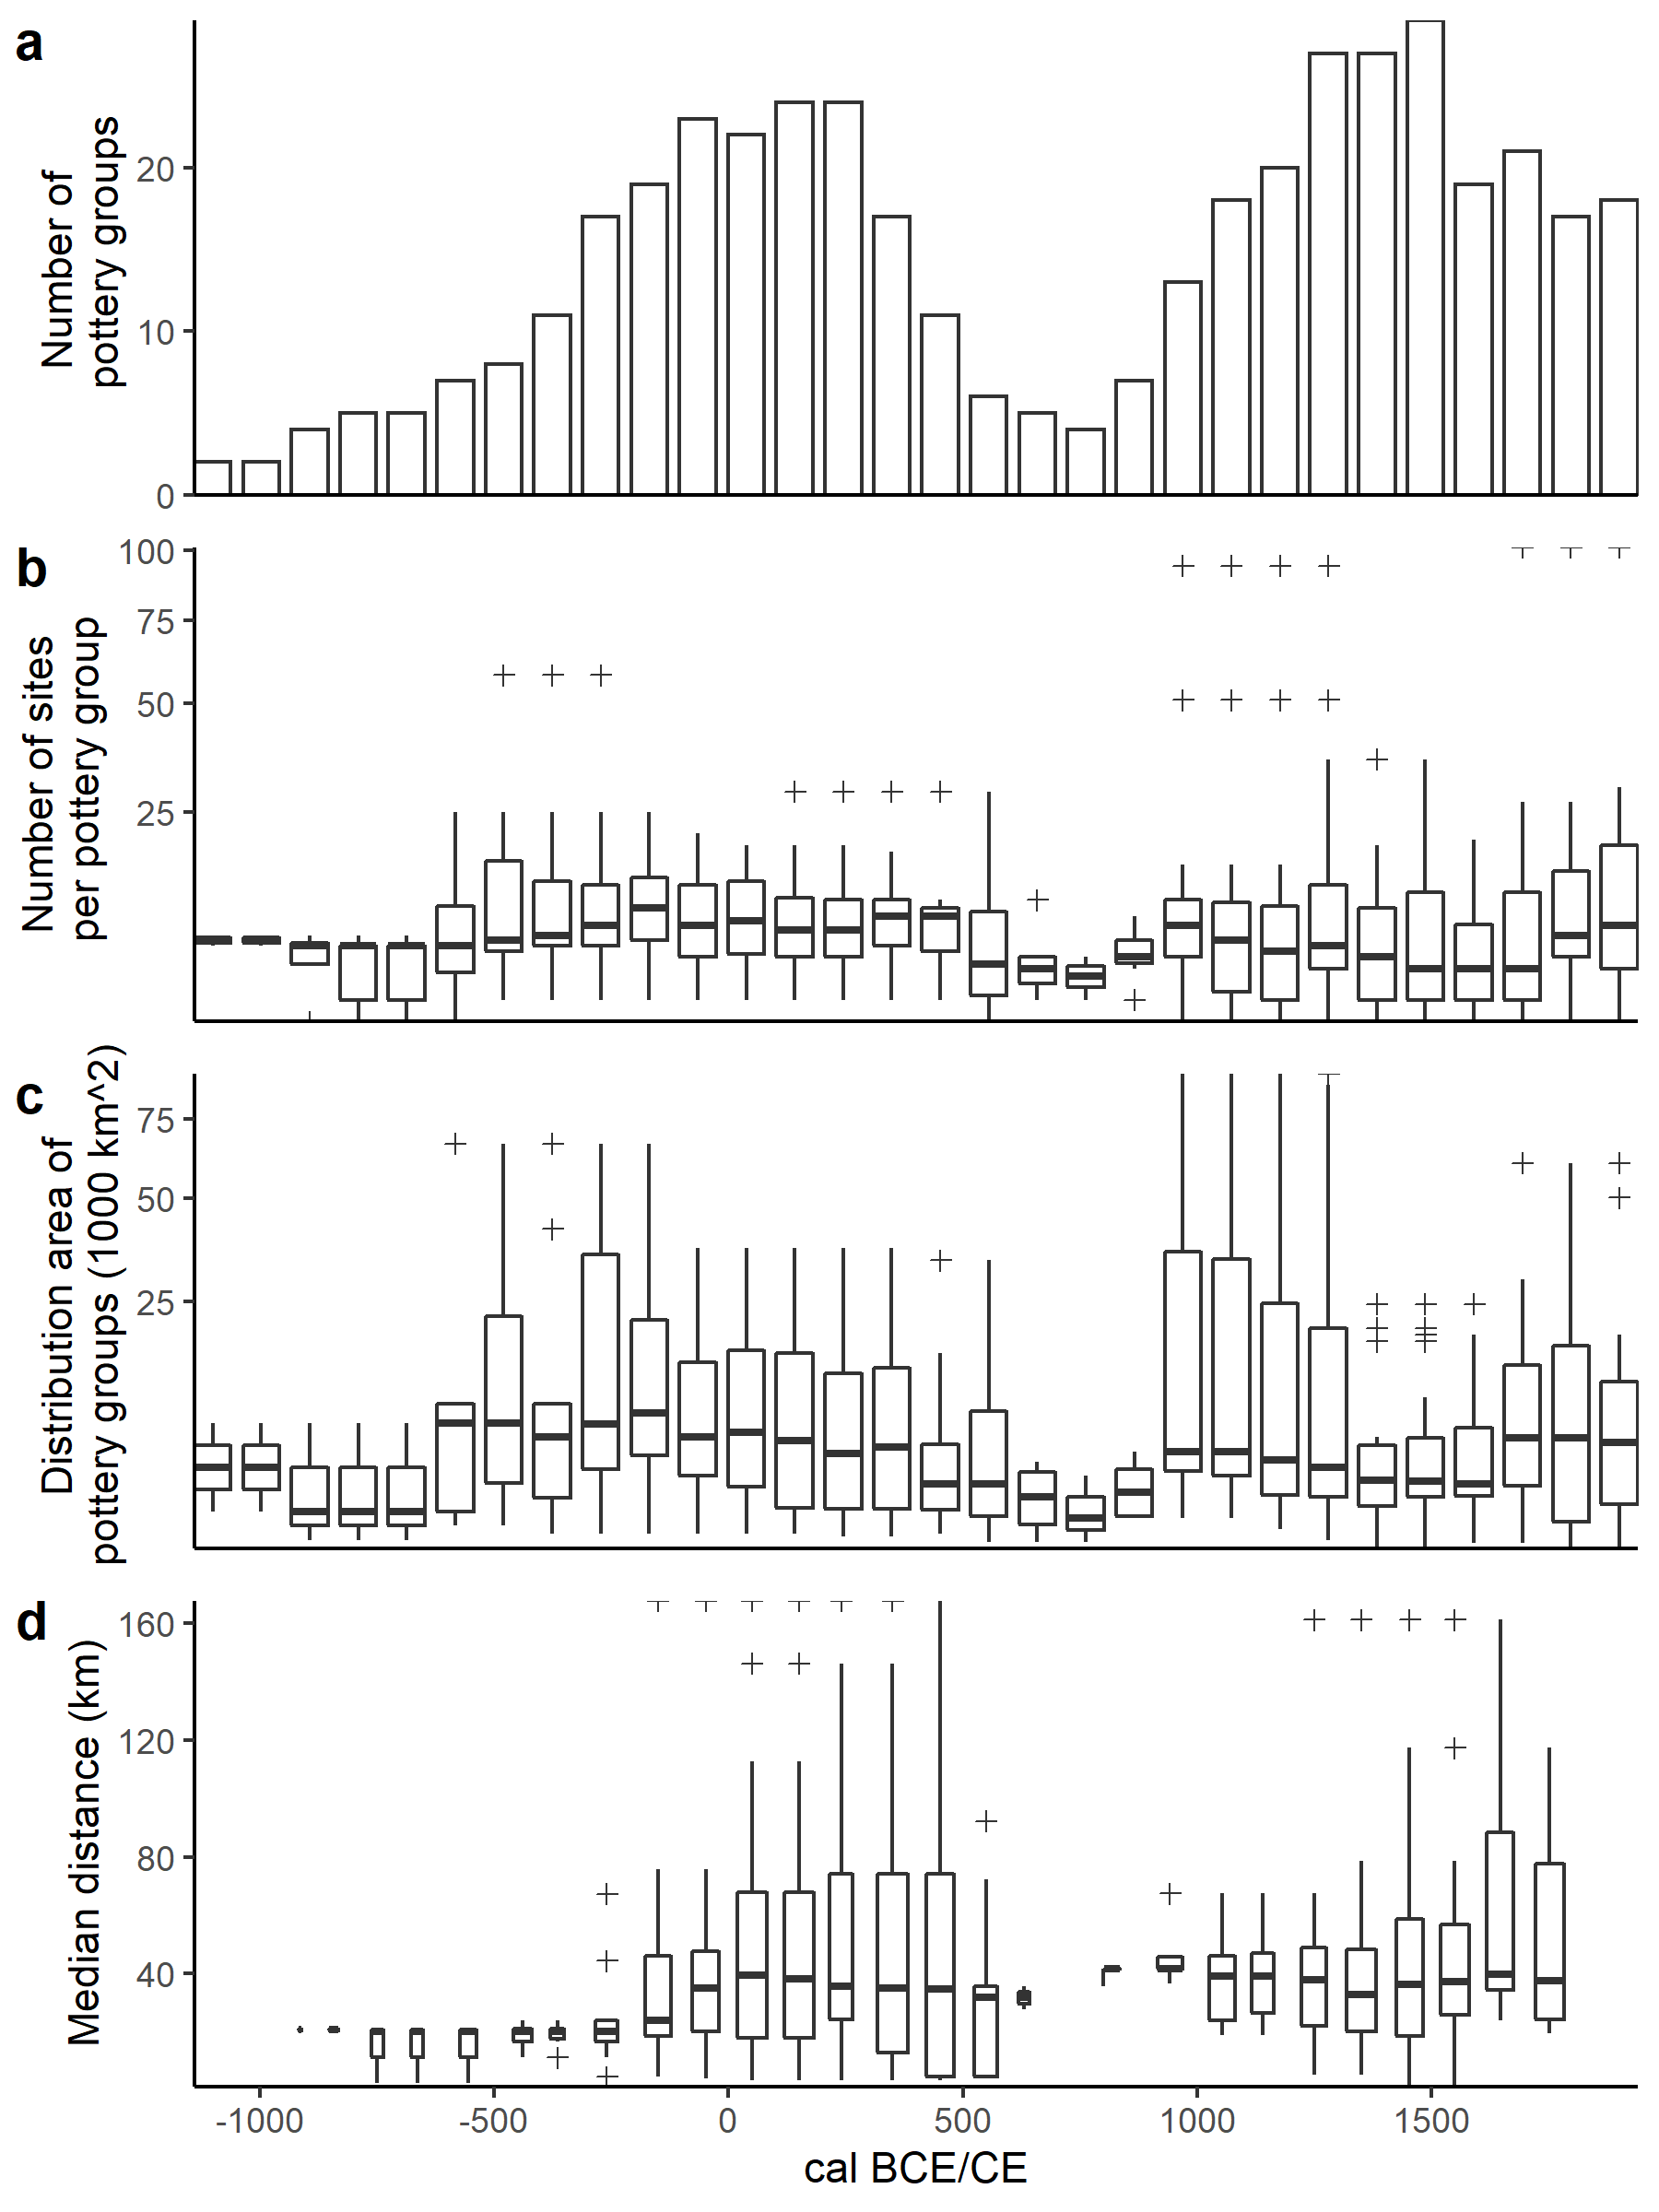 a
Number of
pottery groups
20
10
0
b
Number of sites
per pottery group
100
75
50
25
c
Distribution area of
pottery groups (1000 km^2)
75
50
25
d
Median distance (km)
160
120
80
40
-1000
-500
0
500
1000
1500
cal BCE/CE